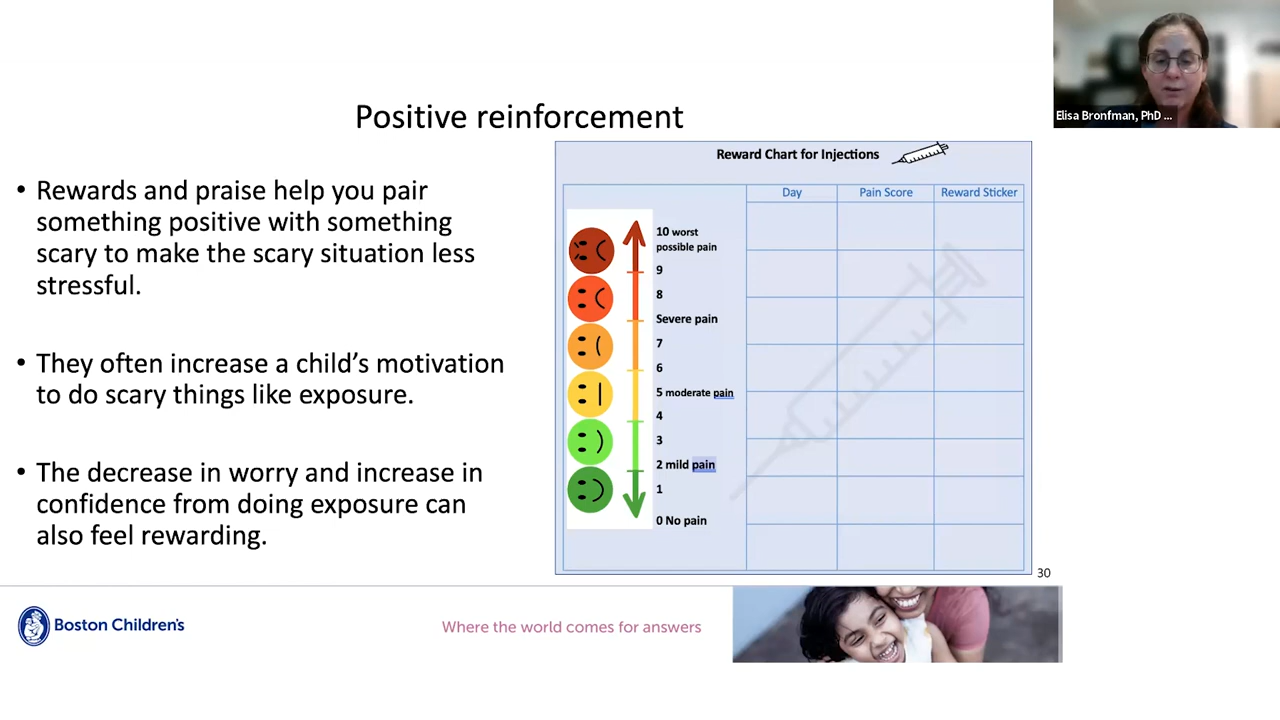 Elisa Bronfman, PhD ...
Positive reinforcement
• Rewards and praise help you pair
something positive with something
scary to make the scary situation less
stressful.
• They often increase a child’s motivation
to do scary things like exposure.
• The decrease in worry and increase in
confidence from doing exposure can
also feel rewarding.
Reward Chart for Injections
Day Pain Score Reward Sticker
10 worst
possible pain
9
8
Severe pain
7
6
5 moderate pain
4
3
2 mild pain
1
0 No pain
30
Boston Children's
Where the world comes for answers